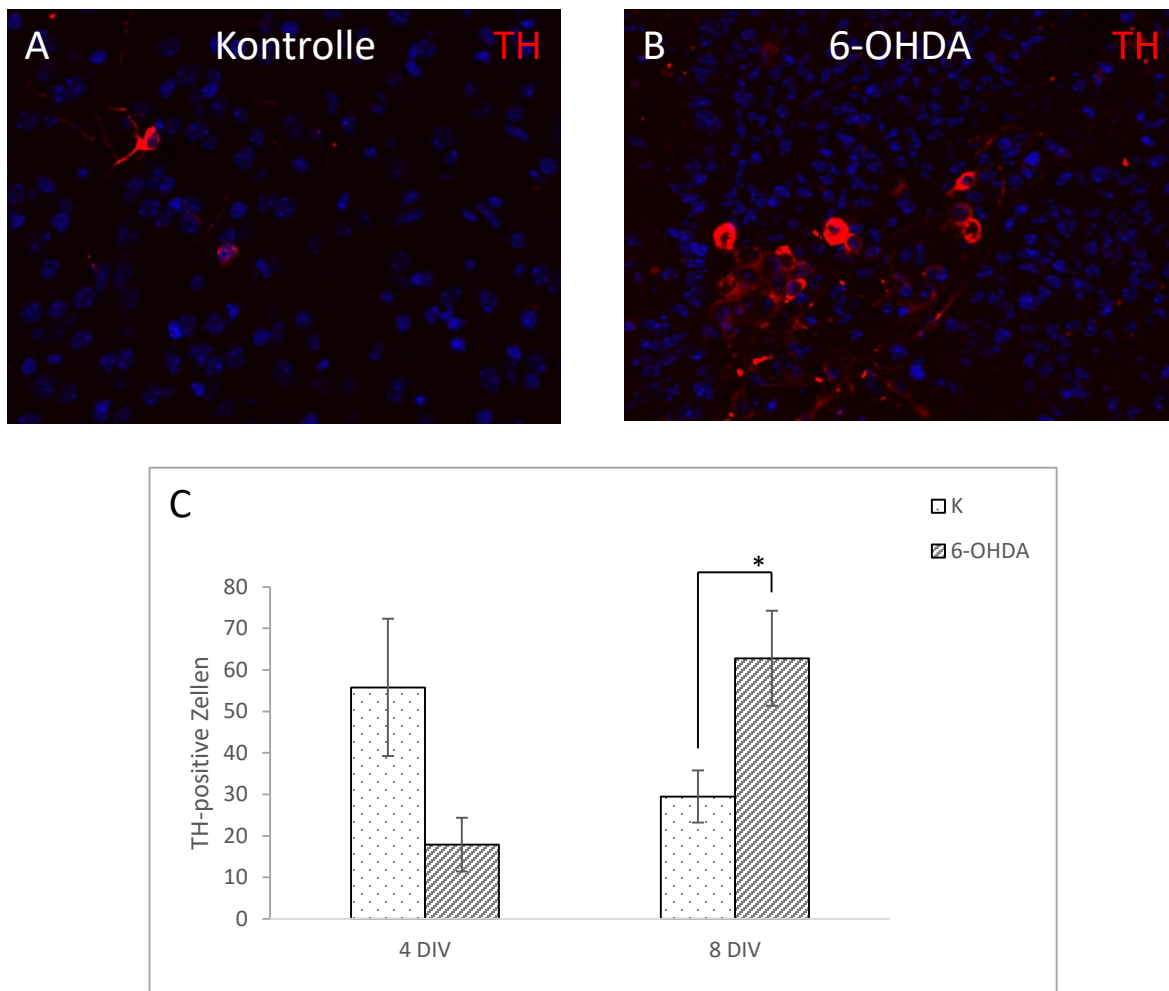 A Kontrolle TH
B 6-OHDA TH
C
K
6-OHDA
*
80
70
60
50
40
30
20
10
0
TH-positive Zellen
4 DIV 8 DIV